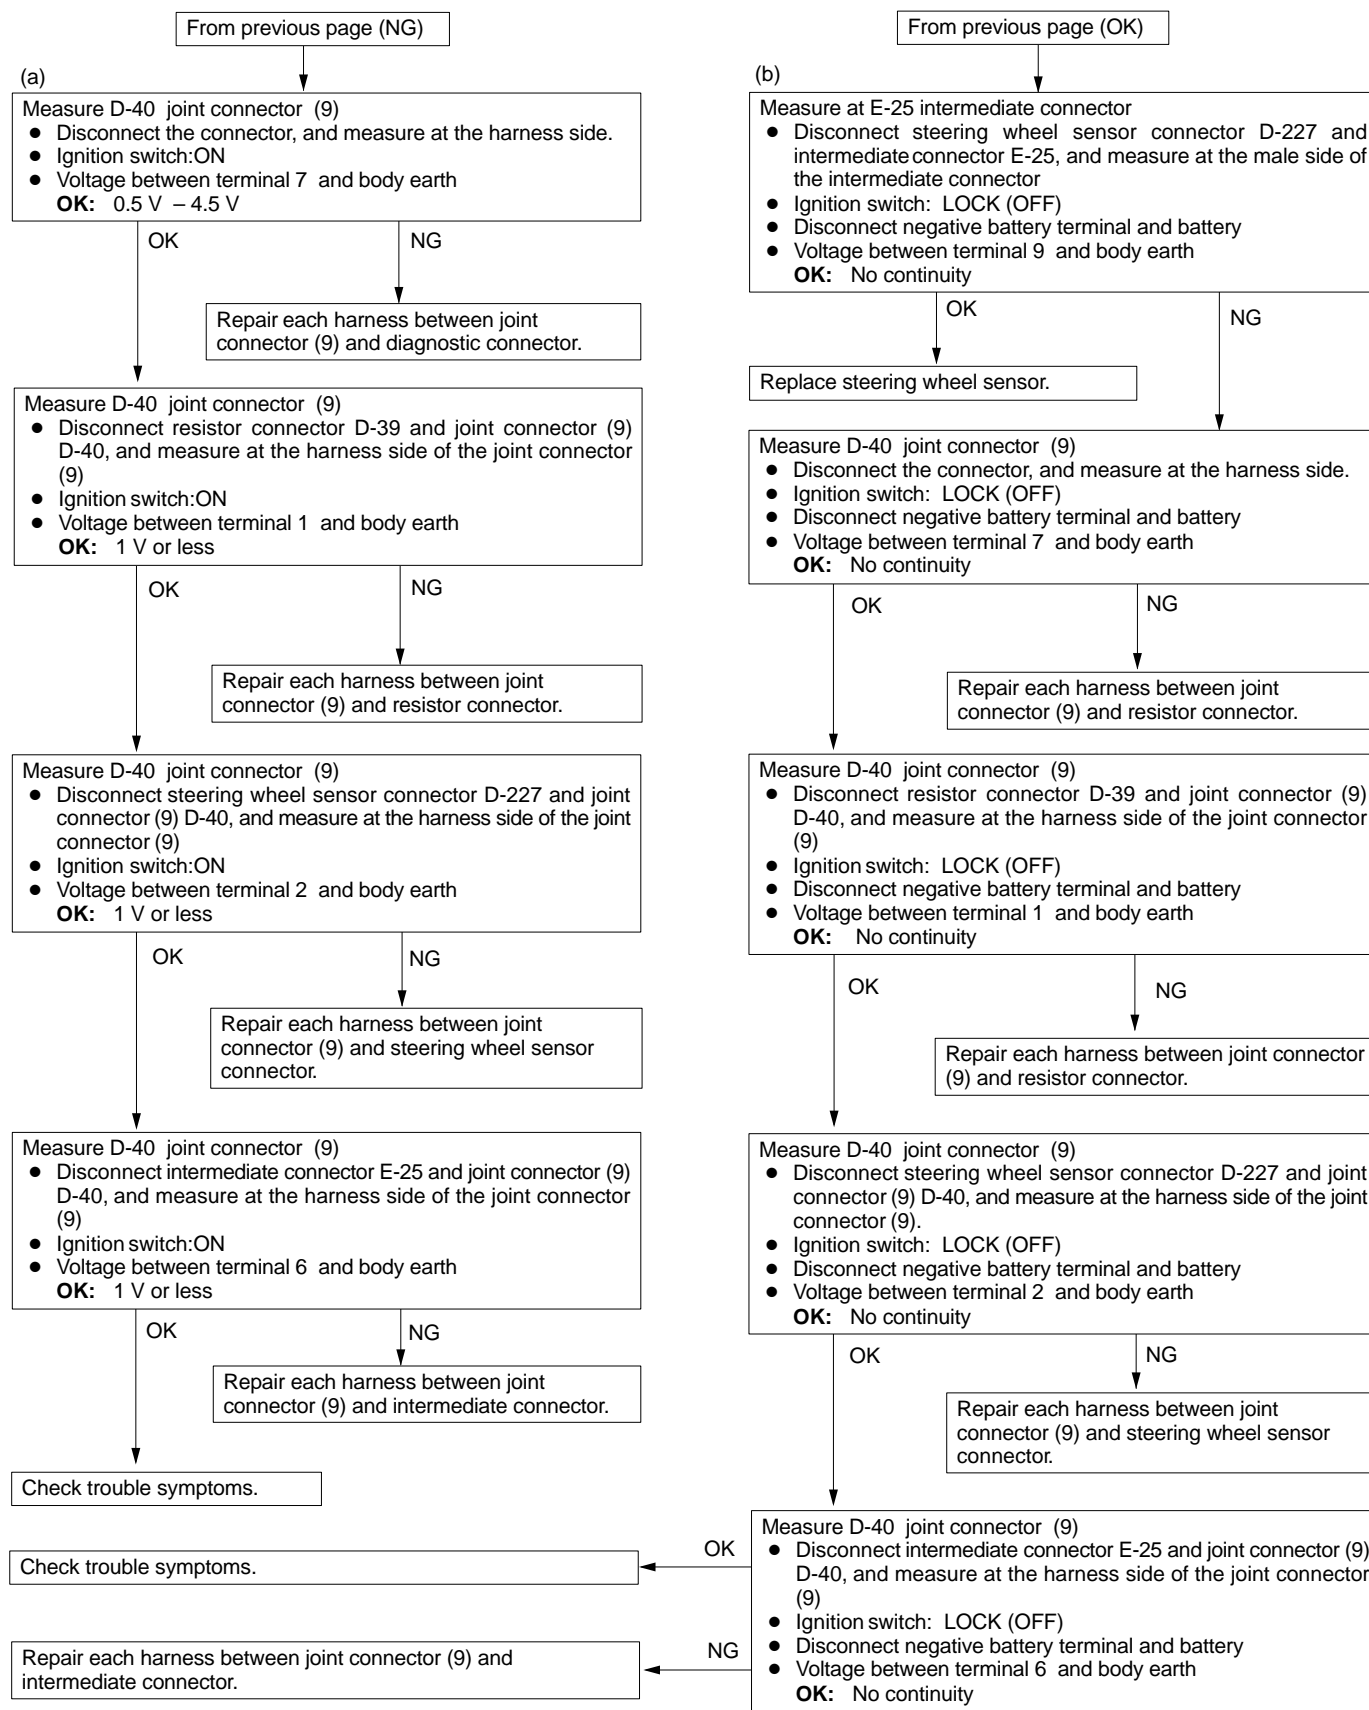 From previous page (NG)
(a)
Measure D-40 joint connector (9)
● Disconnect the connector, and measure at the harness side.
● Ignition switch:ON
● Voltage between terminal 7 and body earth
OK: 0.5 V – 4.5 V
OK
NG
Repair each harness between joint
connector (9) and diagnostic connector.
Measure D-40 joint connector (9)
● Disconnect resistor connector D-39 and joint connector (9)
D-40, and measure at the harness side of the joint connector
(9)
● Ignition switch:ON
● Voltage between terminal 1 and body earth
OK: 1 V or less
OK
NG
Repair each harness between joint
connector (9) and resistor connector.
Measure D-40 joint connector (9)
● Disconnect steering wheel sensor connector D-227 and joint
connector (9) D-40, and measure at the harness side of the joint
connector (9)
● Ignition switch:ON
● Voltage between terminal 2 and body earth
OK: 1 V or less
OK
NG
Repair each harness between joint
connector (9) and steering wheel sensor
connector.
Measure D-40 joint connector (9)
● Disconnect intermediate connector E-25 and joint connector (9)
D-40, and measure at the harness side of the joint connector
(9)
● Ignition switch:ON
● Voltage between terminal 6 and body earth
OK: 1 V or less
OK
NG
Repair each harness between joint
connector (9) and intermediate connector.
Check trouble symptoms.
From previous page (OK)
(b)
Measure at E-25 intermediate connector
● Disconnect steering wheel sensor connector D-227 and
intermediate connector E-25, and measure at the male side of
the intermediate connector
● Ignition switch: LOCK (OFF)
● Disconnect negative battery terminal and battery
● Voltage between terminal 9 and body earth
OK: No continuity
OK
NG
Replace steering wheel sensor.
Measure D-40 joint connector (9)
● Disconnect the connector, and measure at the harness side.
● Ignition switch: LOCK (OFF)
● Disconnect negative battery terminal and battery
● Voltage between terminal 7 and body earth
OK: No continuity
OK
NG
Repair each harness between joint
connector (9) and resistor connector.
Measure D-40 joint connector (9)
● Disconnect resistor connector D-39 and joint connector (9)
D-40, and measure at the harness side of the joint connector
(9)
● Ignition switch: LOCK (OFF)
● Disconnect negative battery terminal and battery
● Voltage between terminal 1 and body earth
OK: No continuity
OK
NG
Repair each harness between joint connector
(9) and resistor connector.
Measure D-40 joint connector (9)
● Disconnect steering wheel sensor connector D-227 and joint
connector (9) D-40, and measure at the harness side of the joint
connector (9).
● Ignition switch: LOCK (OFF)
● Disconnect negative battery terminal and battery
● Voltage between terminal 2 and body earth
OK: No continuity
OK
NG
Repair each harness between joint
connector (9) and steering wheel sensor
connector.
Measure D-40 joint connector (9)
● Disconnect intermediate connector E-25 and joint connector (9)
D-40, and measure at the harness side of the joint connector
(9)
● Ignition switch: LOCK (OFF)
● Disconnect negative battery terminal and battery
● Voltage between terminal 6 and body earth
OK: No continuity
OK
Check trouble symptoms.
NG
Repair each harness between joint connector (9) and
intermediate connector.